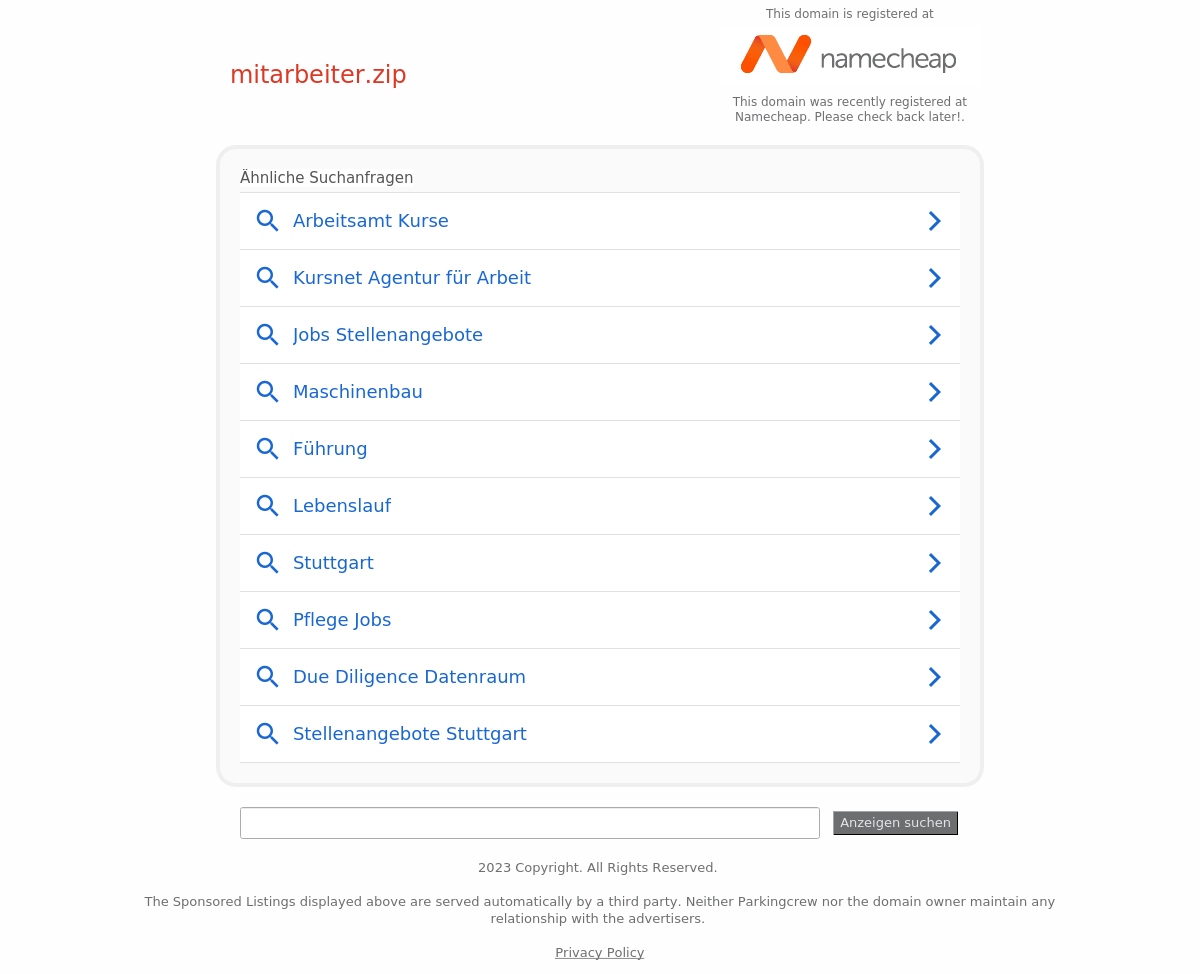 This domain is registered at
namecheap
mitarbeiter.zip
This domain was recently registered at
Namecheap. Please check back later!.
Ähnliche Suchanfragen
Arbeitsamt Kurse
Kursnet Agentur für Arbeit
Jobs Stellenangebote
Maschinenbau
Führung
Lebenslauf
Stuttgart
Pflege Jobs
Due Diligence Datenraum
Stellenangebote Stuttgart
Anzeigen suchen
2023 Copyright. All Rights Reserved.
The Sponsored Listings displayed above are served automatically by a third party. Neither Parkingcrew nor the domain owner maintain any
relationship with the advertisers.
Privacy Policy